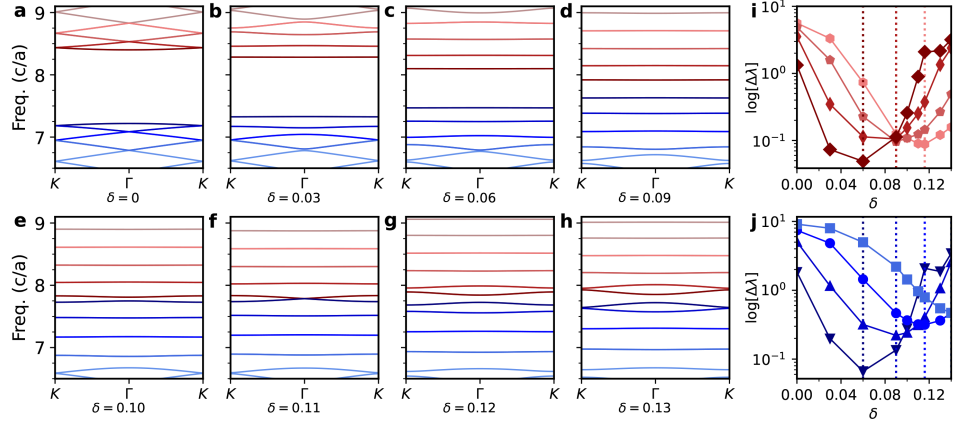 a b c d i
Freq. (c/a)
9
8
7
K Γ K Γ K Γ K Γ K
δ = 0 δ = 0.03 δ = 0.06 δ = 0.09
log[Δλ]
10¹
10⁰
10⁻¹
0.00 0.04 0.08 0.12
δ
e f g h j
Freq. (c/a)
9
8
7
K Γ K Γ K Γ K Γ K
δ = 0.10 δ = 0.11 δ = 0.12 δ = 0.13
log[Δλ]
10¹
10⁰
10⁻¹
0.00 0.04 0.08 0.12
δ